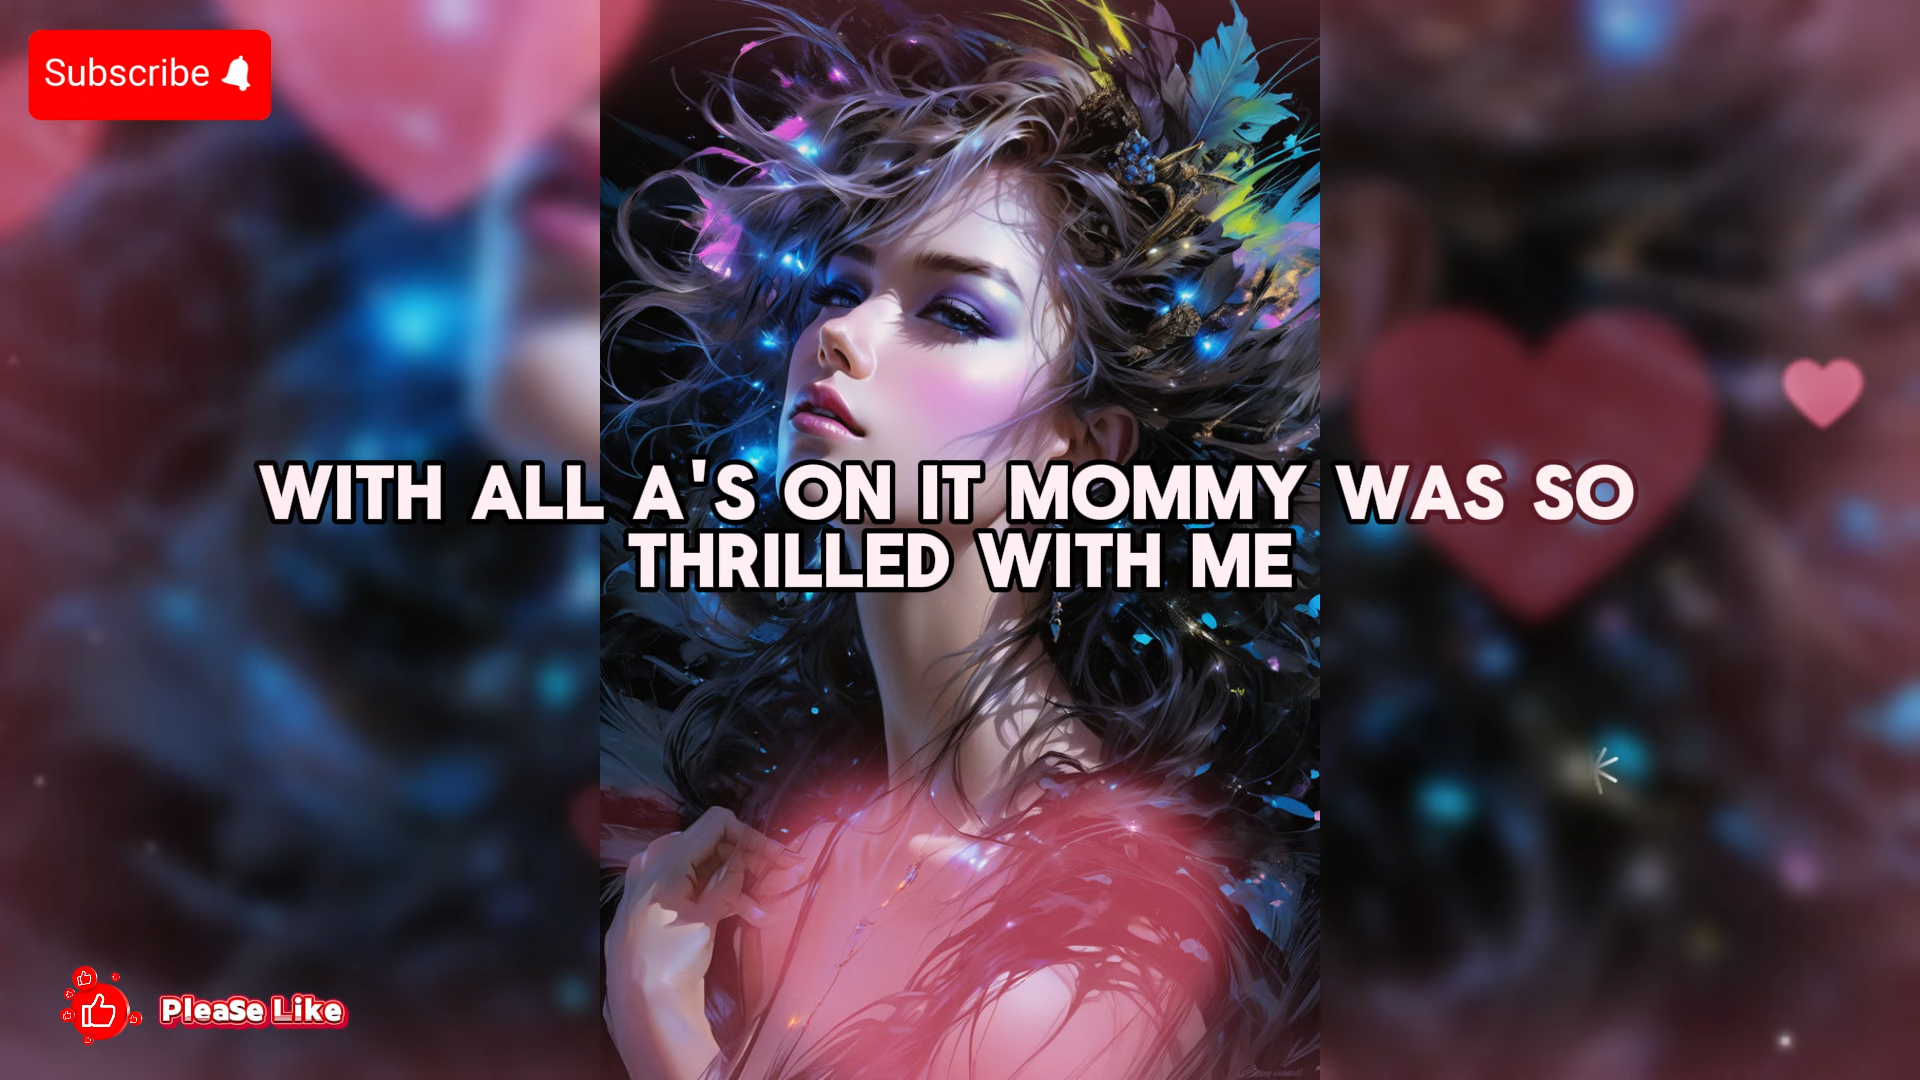 Subscribe
WITH ALL A'S ON IT MOMMY WAS SO
THRILLED WITH ME
PleaSe Like